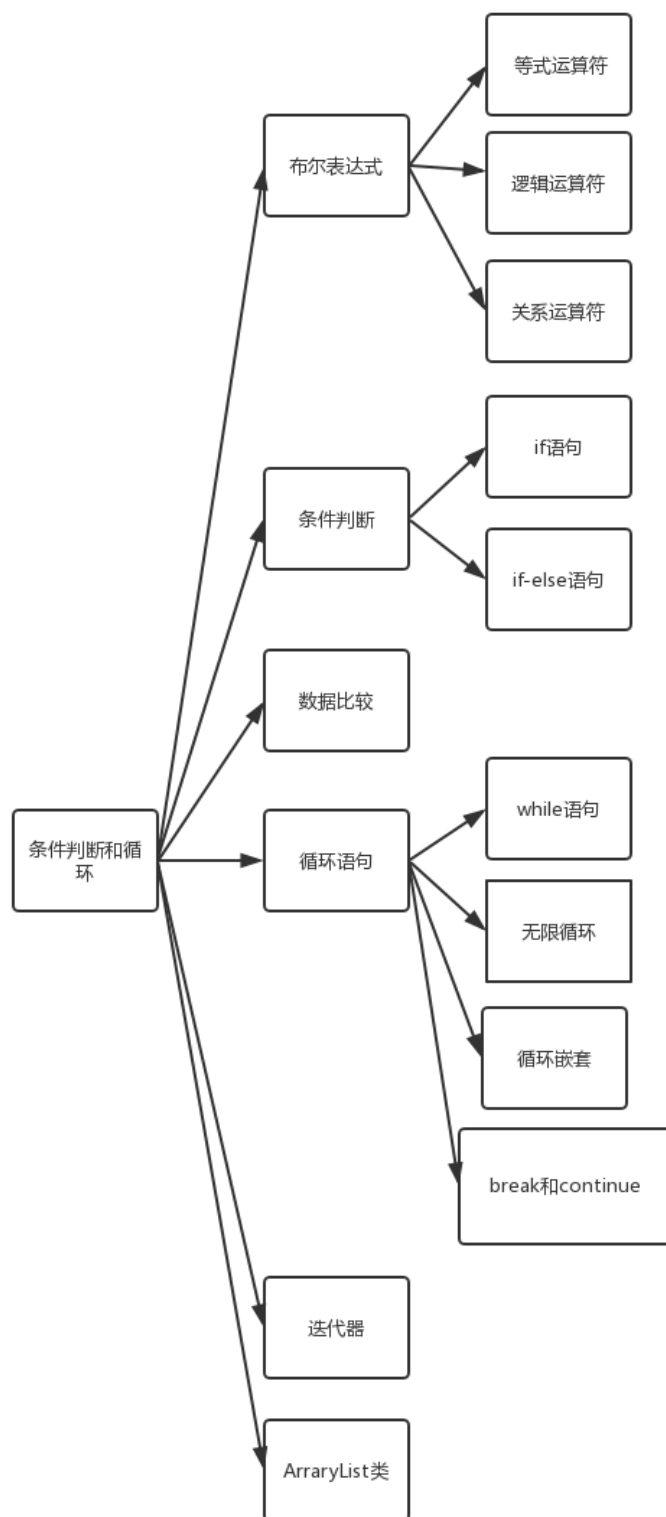 等式运算符
布尔表达式
逻辑运算符
关系运算符
if语句
条件判断
if-else语句
数据比较
while语句
条件判断和循
环
循环语句
无限循环
循环嵌套
break和continue
迭代器
ArraryList类